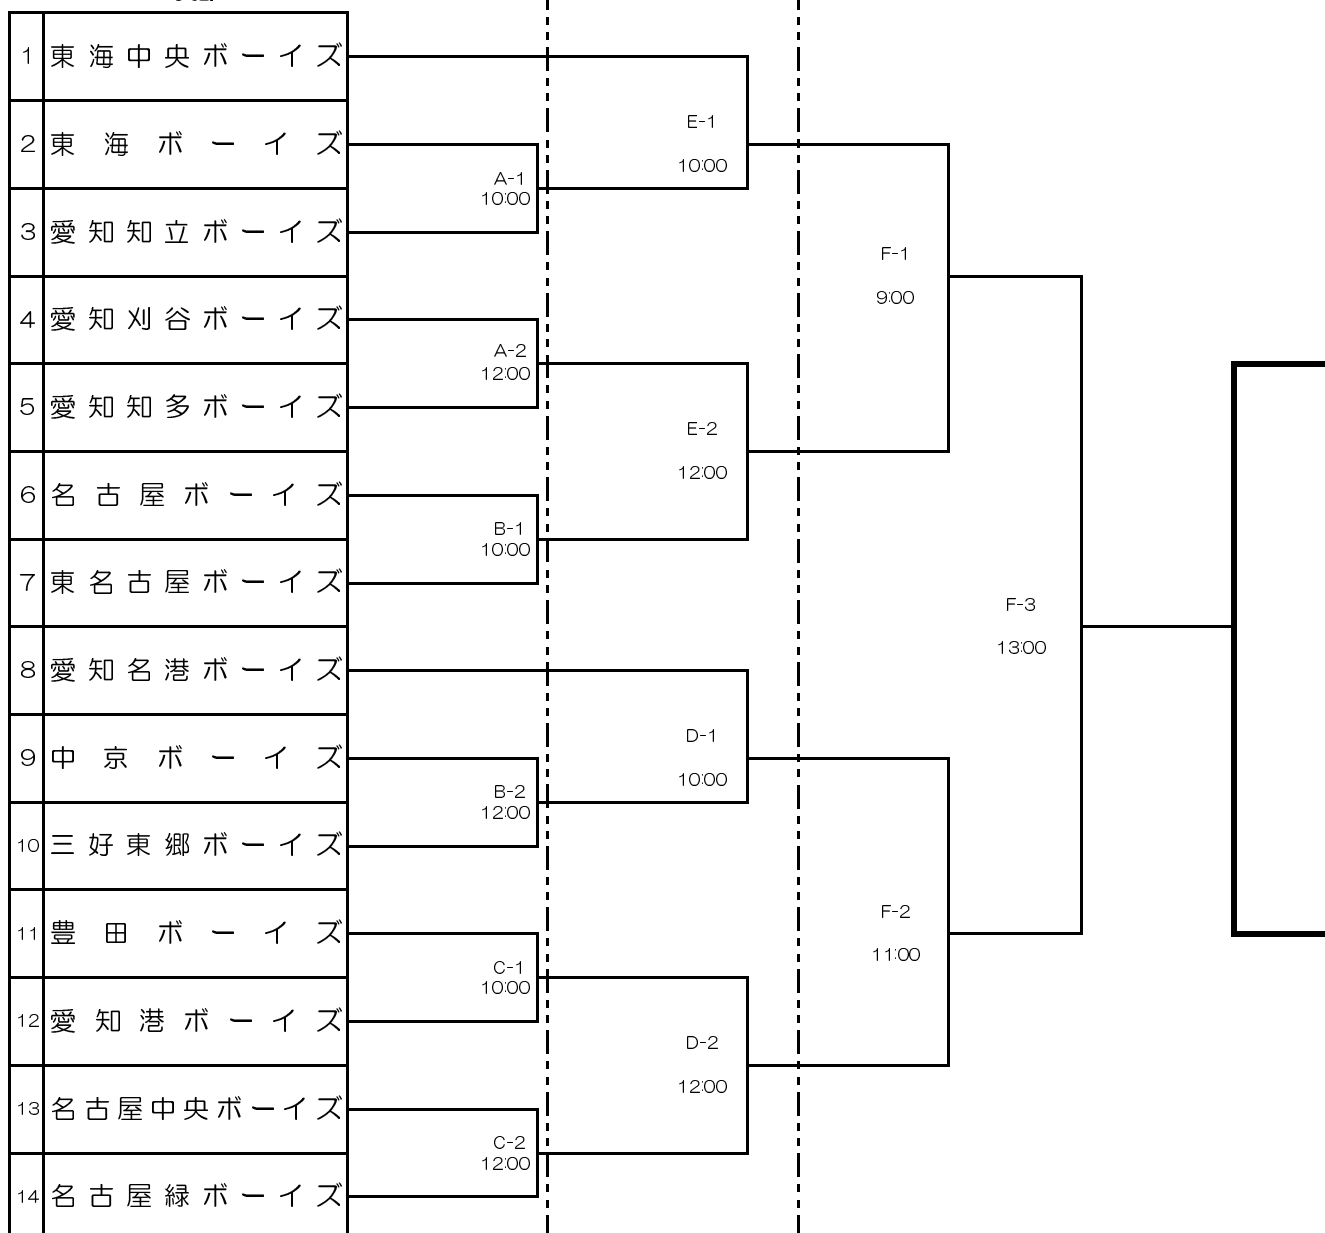 1 東海中央ボーイズ
2 東海ボーイズ
3 愛知知立ボーイズ
4 愛知刈谷ボーイズ
5 愛知知多ボーイズ
6 名古屋ボーイズ
7 東名古屋ボーイズ
8 愛知名港ボーイズ
9 中京ボーイズ
10 三好東郷ボーイズ
11 豊田ボーイズ
12 愛知港ボーイズ
13 名古屋中央ボーイズ
14 名古屋緑ボーイズ
A-1
10:00
A-2
12:00
B-1
10:00
B-2
12:00
C-1
10:00
C-2
12:00
E-1
10:00
E-2
12:00
D-1
10:00
D-2
12:00
F-1
9:00
F-2
11:00
F-3
13:00